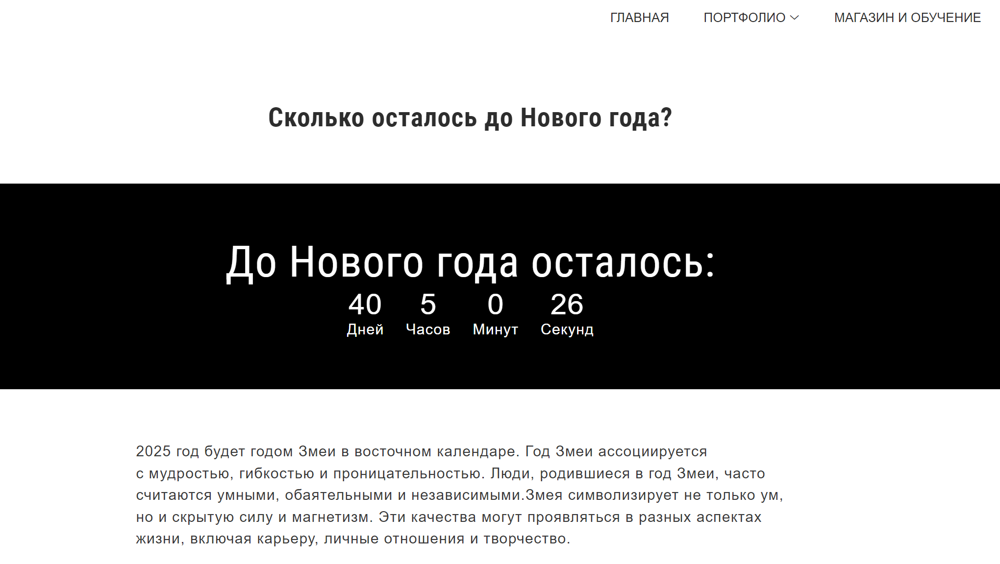 ГЛАВНАЯ ПОРТФОЛИО МАГАЗИН И ОБУЧЕНИЕ
Сколько осталось до Нового года?
До Нового года осталось:
40 5 0 26
Дней Часов Минут Секунд
2025 год будет годом Змеи в восточном календаре. Год Змеи ассоциируется
с мудростью, гибкостью и проницательностью. Люди, родившиеся в год Змеи, часто
считаются умными, обаятельными и независимыми.Змея символизирует не только ум,
но и скрытую силу и магнетизм. Эти качества могут проявляться в разных аспектах
жизни, включая карьеру, личные отношения и творчество.